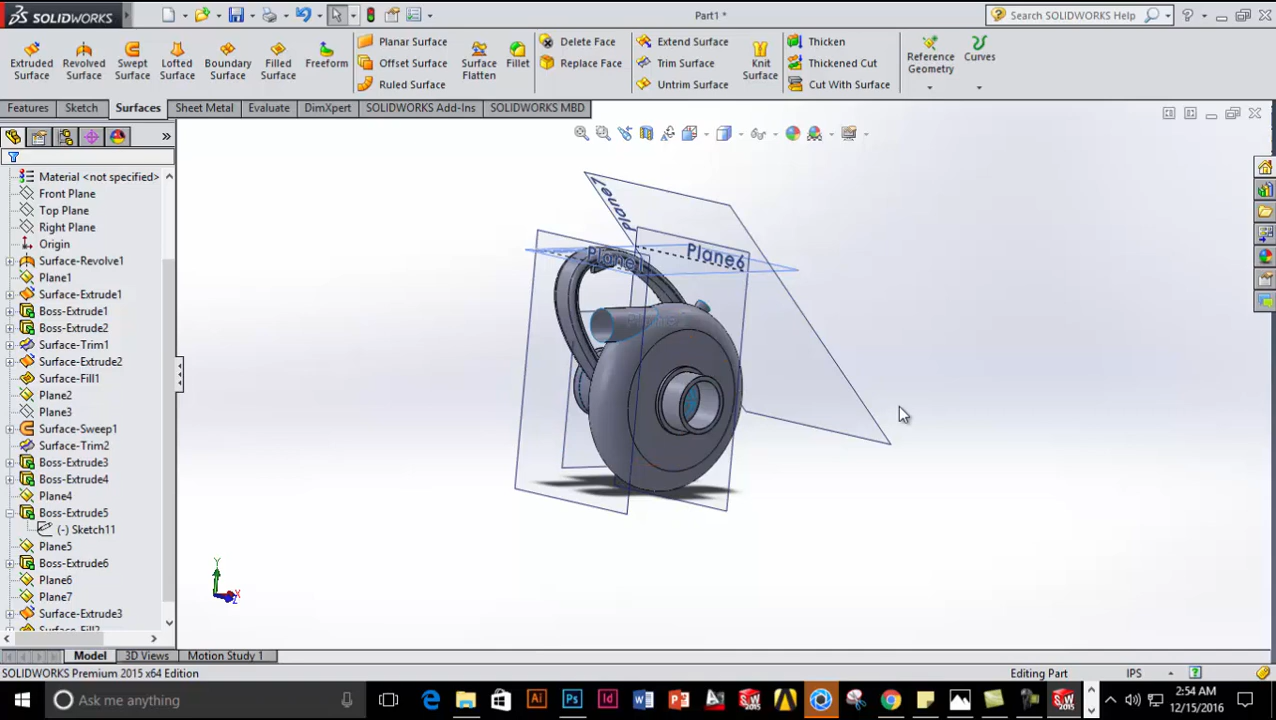 SOLIDWORKS
Part1 *
Search SOLIDWORKS Help
Extruded Surface
Revolved Surface
Swept Surface
Lofted Surface
Boundary Surface
Filled Surface
Freeform
Planar Surface
Offset Surface
Ruled Surface
Surface Flatten
Fillet
Delete Face
Replace Face
Extend Surface
Trim Surface
Untrim Surface
Knit Surface
Thicken
Thickened Cut
Cut With Surface
Reference Geometry
Curves
Features
Sketch
Surfaces
Sheet Metal
Evaluate
DimXpert
SOLIDWORKS Add-Ins
SOLIDWORKS MBD
Material <not specified>
Front Plane
Top Plane
Right Plane
Origin
Surface-Revolve1
Plane1
Surface-Extrude1
Boss-Extrude1
Boss-Extrude2
Surface-Trim1
Surface-Extrude2
Surface-Fill1
Plane2
Plane3
Surface-Sweep1
Surface-Trim2
Boss-Extrude3
Boss-Extrude4
Plane4
Boss-Extrude5
(-) Sketch11
Plane5
Boss-Extrude6
Plane6
Plane7
Surface-Extrude3
Surface-Fill2
Plane7
Plane1
Plane6
Y
X
Z
Model
3D Views
Motion Study 1
SOLIDWORKS Premium 2015 x64 Edition
Editing Part
IPS
Ask me anything
2:54 AM
12/15/2016